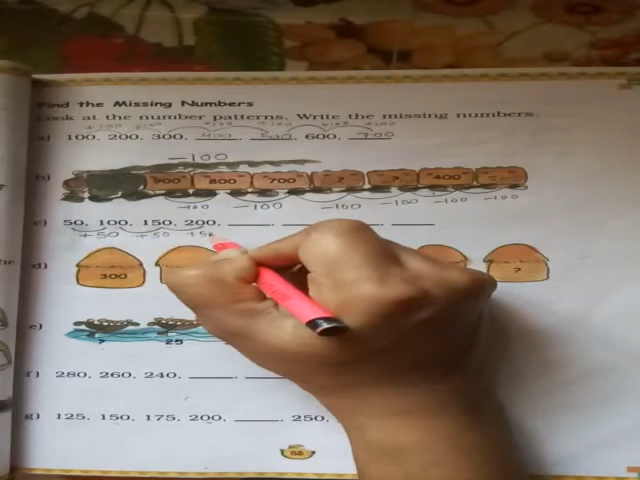 Find the Missing Numbers
Look at the number patterns. Write the missing numbers.
+100 +100 +100 +100 +100 +100
a) 100, 200, 300, 400, 500, 600, 700
-100
b) 900 800 700 ? ? 400
-100 -100 -100 -100 -100 -100
c) 50, 100, 150, 200,
+50 +50 +50
d) 300 ?
e) ? 25
f) 280, 260, 240,
g) 125, 150, 175, 200, ____, 250,